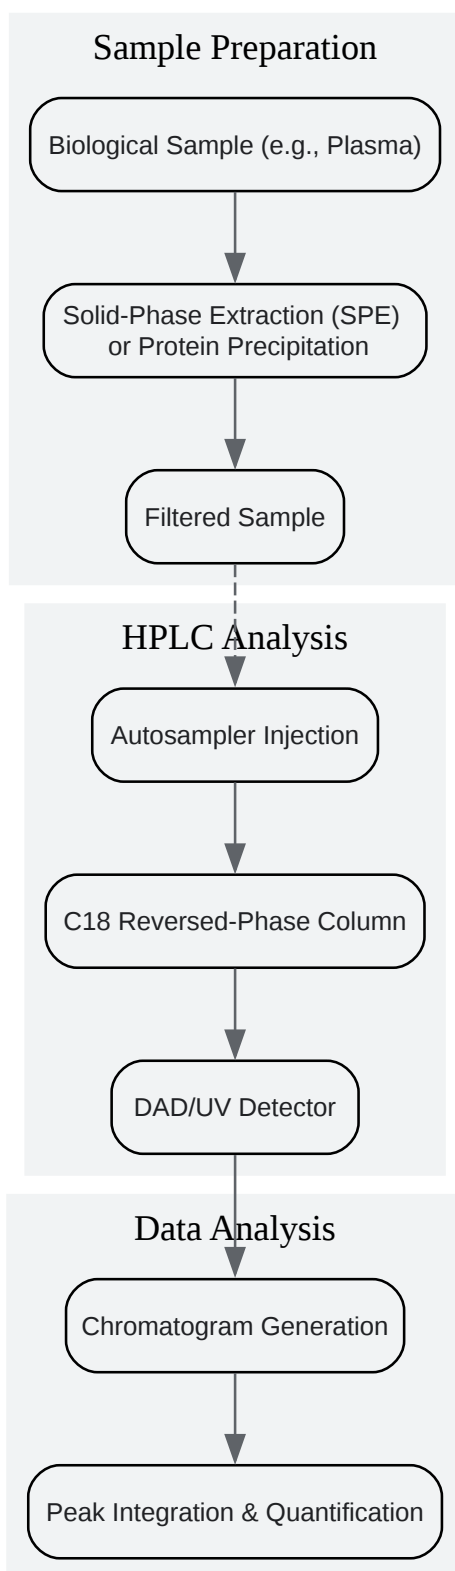 Sample Preparation
Biological Sample (e.g., Plasma)
Solid-Phase Extraction (SPE)
or Protein Precipitation
Filtered Sample
HPLC Analysis
Autosampler Injection
C18 Reversed-Phase Column
DAD/UV Detector
Data Analysis
Chromatogram Generation
Peak Integration & Quantification